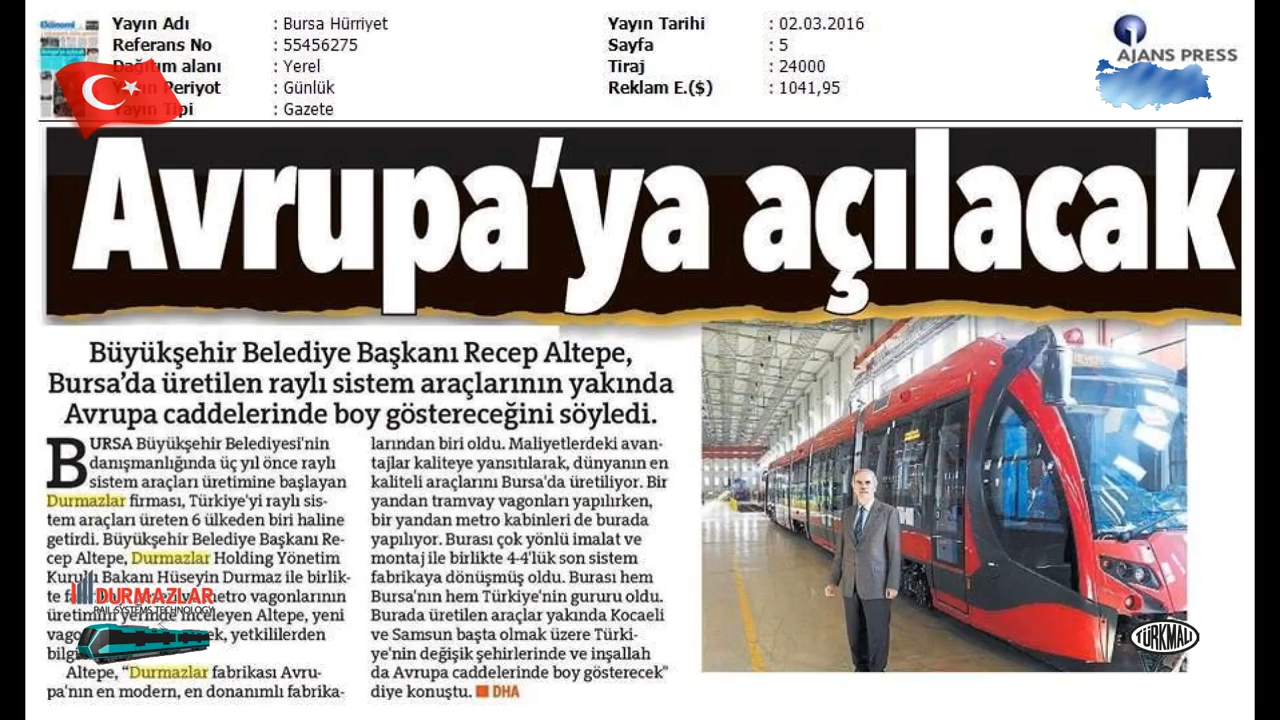 Yayın Adı : Bursa Hürriyet
Referans No : 55456275
Dağıtım alanı : Yerel
Yayın Periyot : Günlük
Yayın Tipi : Gazete
Yayın Tarihi : 02.03.2016
Sayfa : 5
Tiraj : 24000
Reklam E.($) : 1041,95
AJANS PRESS
Avrupa'ya açılacak
Büyükşehir Belediye Başkanı Recep Altepe,
Bursa'da üretilen raylı sistem araçlarının yakında
Avrupa caddelerinde boy göstereceğini söyledi.
BURSA Büyükşehir Belediyesi'nin
danışmanlığında üç yıl önce raylı
sistem araçları üretimine başlayan
Durmazlar firması, Türkiye'yi raylı sis-
tem araçları üreten 6 ülkeden biri haline
getirdi. Büyükşehir Belediye Başkanı Re-
cep Altepe, Durmazlar Holding Yönetim
Kurulu Bakanı Hüseyin Durmaz ile birlik-
te metro vagonlarının
üretimini yerinde inceleyen Altepe, yeni
yetkililerden
Altepe, "Durmazlar fabrikası Avru-
pa'nın en modern, en donanımlı fabrika-
larından biri oldu. Maliyetlerdeki avan-
tajlar kaliteye yansıtılarak, dünyanın en
kaliteli araçlarını Bursa'da üretiliyor. Bir
yandan tramvay vagonları yapılırken,
bir yandan metro kabinleri de burada
yapılıyor. Burası çok yönlü imalat ve
montaj ile birlikte 4-4'lük son sistem
fabrikaya dönüşmüş oldu. Burası hem
Bursa'nın hem Türkiye'nin gururu oldu.
Burada üretilen araçlar yakında Kocaeli
ve Samsun başta olmak üzere Türki-
ye'nin değişik şehirlerinde ve inşallah
da Avrupa caddelerinde boy gösterecek"
diye konuştu. DHA
DURMAZLAR
RAIL SYSTEMS TECHNOLOGY
TÜRKMALI